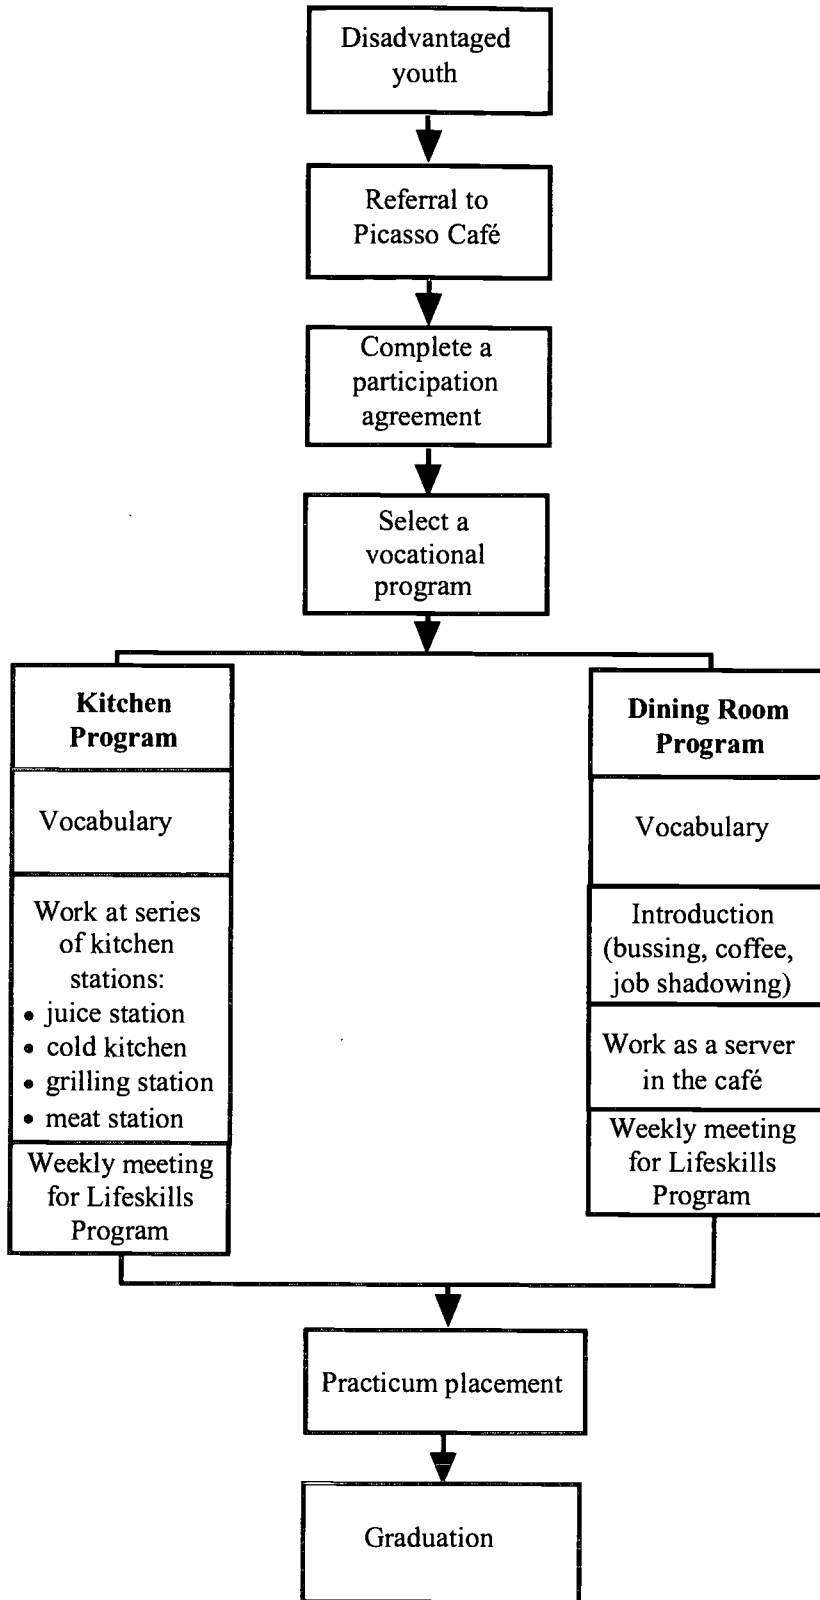 Disadvantaged
youth
Referral to
Picasso Café
Complete a
participation
agreement
Select a
vocational
program
Kitchen
Program
Vocabulary
Work at series
of kitchen
stations:
• juice station
• cold kitchen
• grilling station
• meat station
Weekly meeting
for Lifeskills
Program
Dining Room
Program
Vocabulary
Introduction
(bussing, coffee,
job shadowing)
Work as a server
in the café
Weekly meeting
for Lifeskills
Program
Practicum placement
Graduation